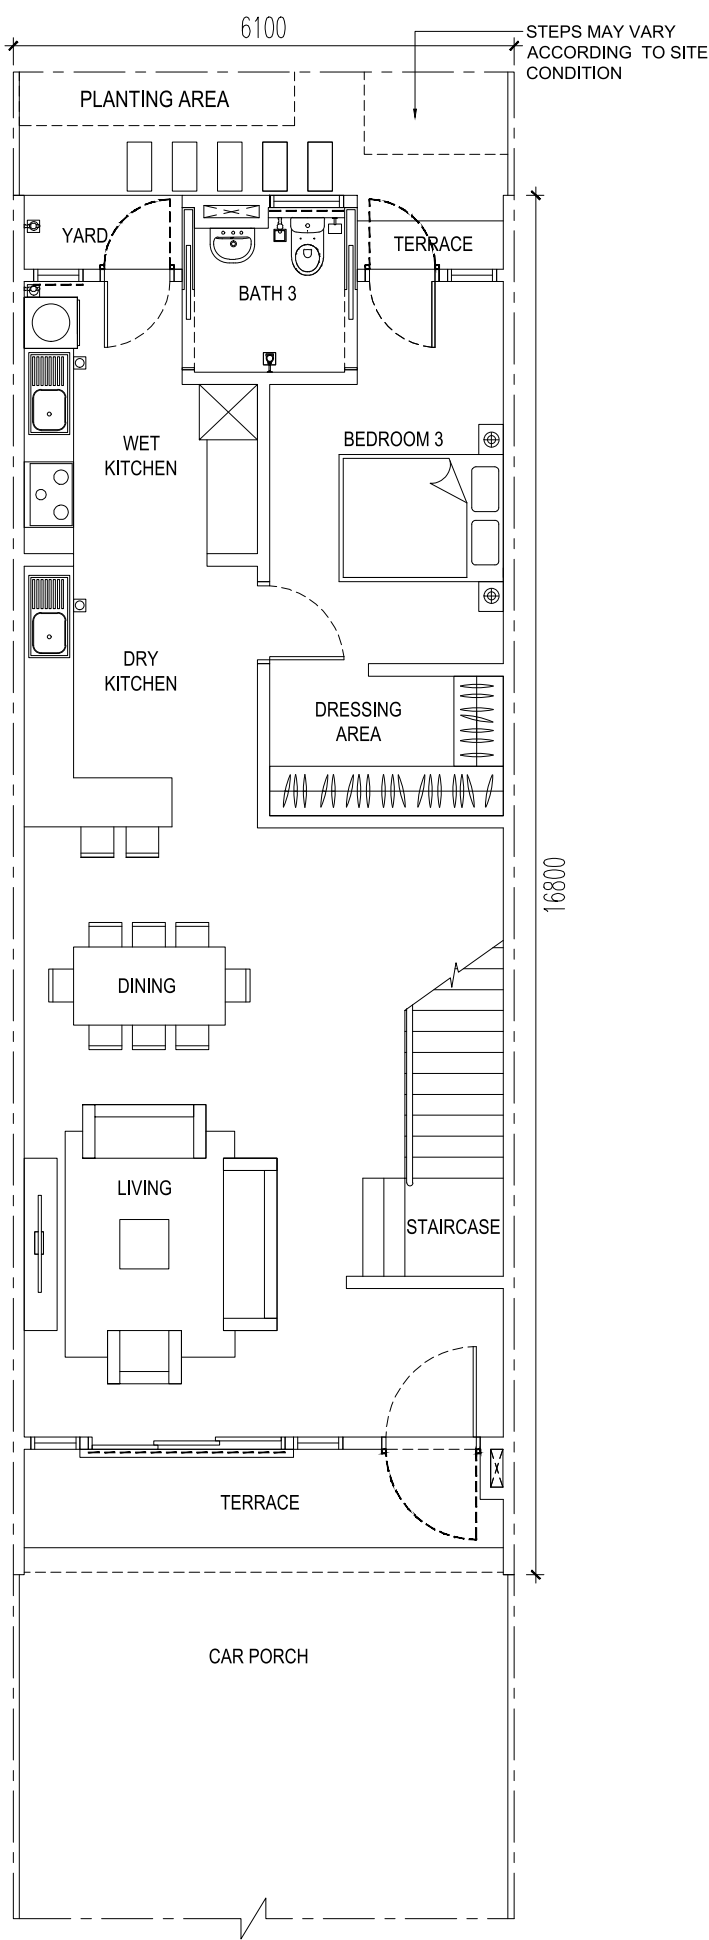 6100
STEPS MAY VARY
ACCORDING TO SITE
CONDITION
PLANTING AREA
YARD
TERRACE
BATH 3
WET
KITCHEN
BEDROOM 3
DRY
KITCHEN
DRESSING
AREA
16800
DINING
LIVING
STAIRCASE
TERRACE
CAR PORCH